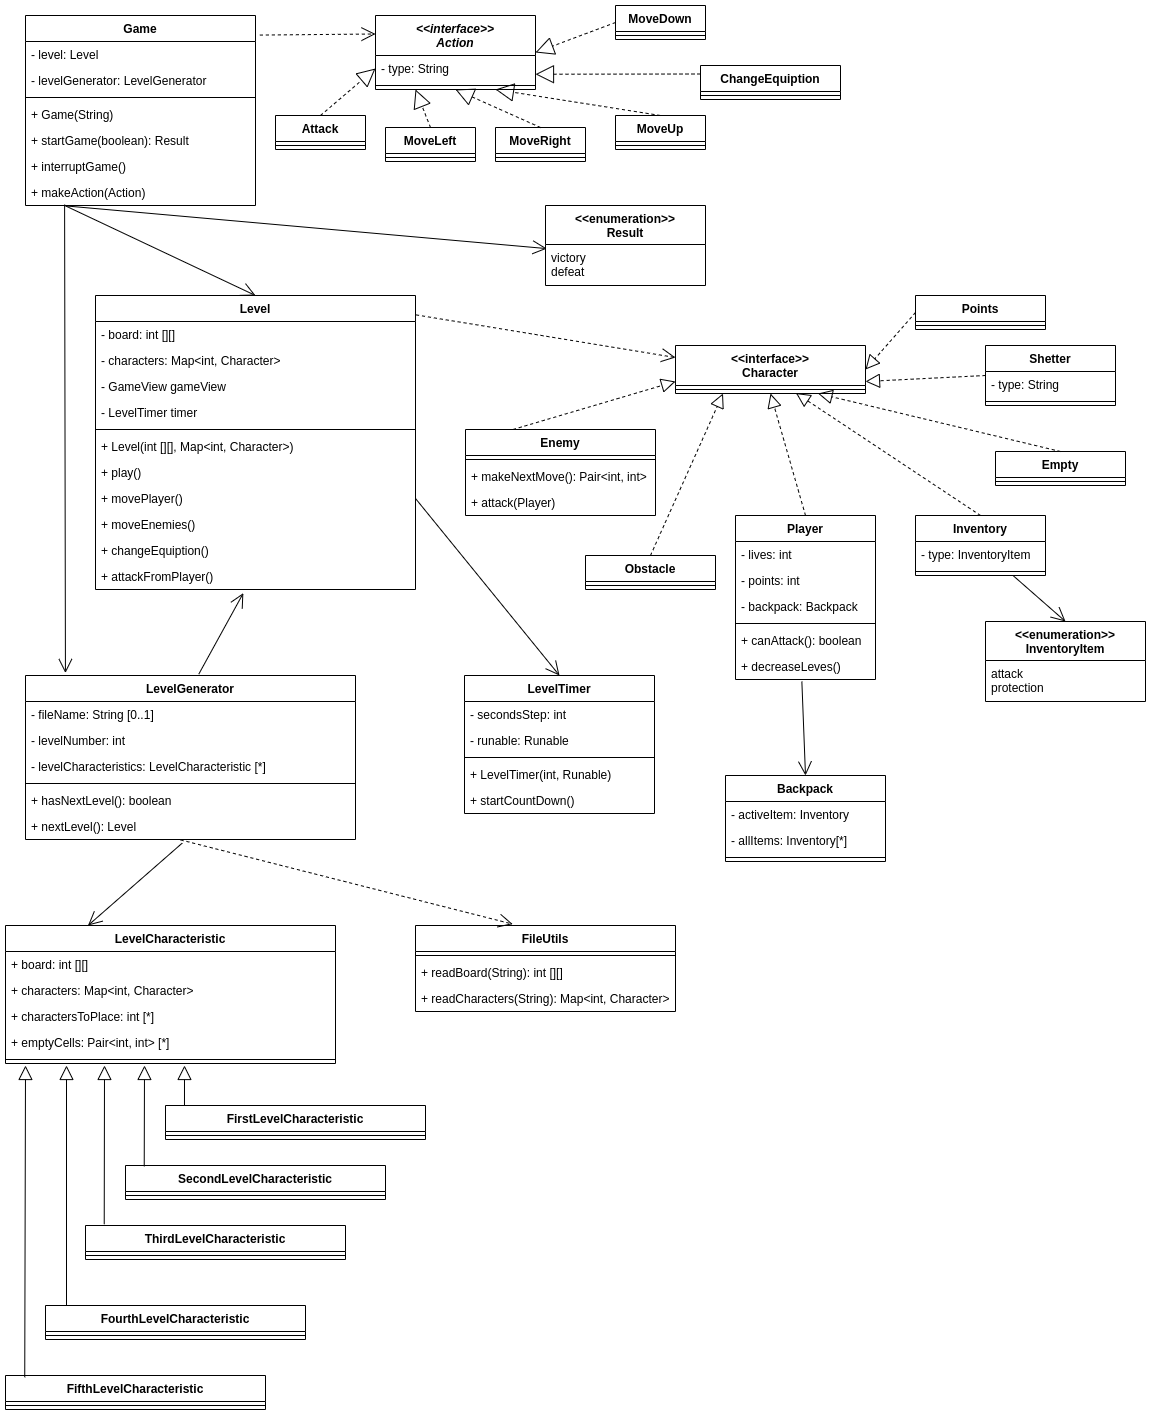 Game
- level: Level
- levelGenerator: LevelGenerator
+ Game(String)
+ startGame(boolean): Result
+ interruptGame()
+ makeAction(Action)
<<interface>>
Action
- type: String
MoveDown
ChangeEquiption
Attack
MoveLeft
MoveRight
MoveUp
<<enumeration>>
Result
victory
defeat
Level
- board: int [][]
- characters: Map<int, Character>
- GameView gameView
- LevelTimer timer
+ Level(int [][], Map<int, Character>)
+ play()
+ movePlayer()
+ moveEnemies()
+ changeEquiption()
+ attackFromPlayer()
<<interface>>
Character
Points
Shetter
- type: String
Enemy
+ makeNextMove(): Pair<int, int>
+ attack(Player)
Empty
Obstacle
Player
- lives: int
- points: int
- backpack: Backpack
+ canAttack(): boolean
+ decreaseLeves()
Inventory
- type: InventoryItem
<<enumeration>>
InventoryItem
attack
protection
LevelGenerator
- fileName: String [0..1]
- levelNumber: int
- levelCharacteristics: LevelCharacteristic [*]
+ hasNextLevel(): boolean
+ nextLevel(): Level
LevelTimer
- secondsStep: int
- runable: Runable
+ LevelTimer(int, Runable)
+ startCountDown()
Backpack
- activeItem: Inventory
- allItems: Inventory[*]
LevelCharacteristic
+ board: int [][]
+ characters: Map<int, Character>
+ charactersToPlace: int [*]
+ emptyCells: Pair<int, int> [*]
FileUtils
+ readBoard(String): int [][]
+ readCharacters(String): Map<int, Character>
FirstLevelCharacteristic
SecondLevelCharacteristic
ThirdLevelCharacteristic
FourthLevelCharacteristic
FifthLevelCharacteristic